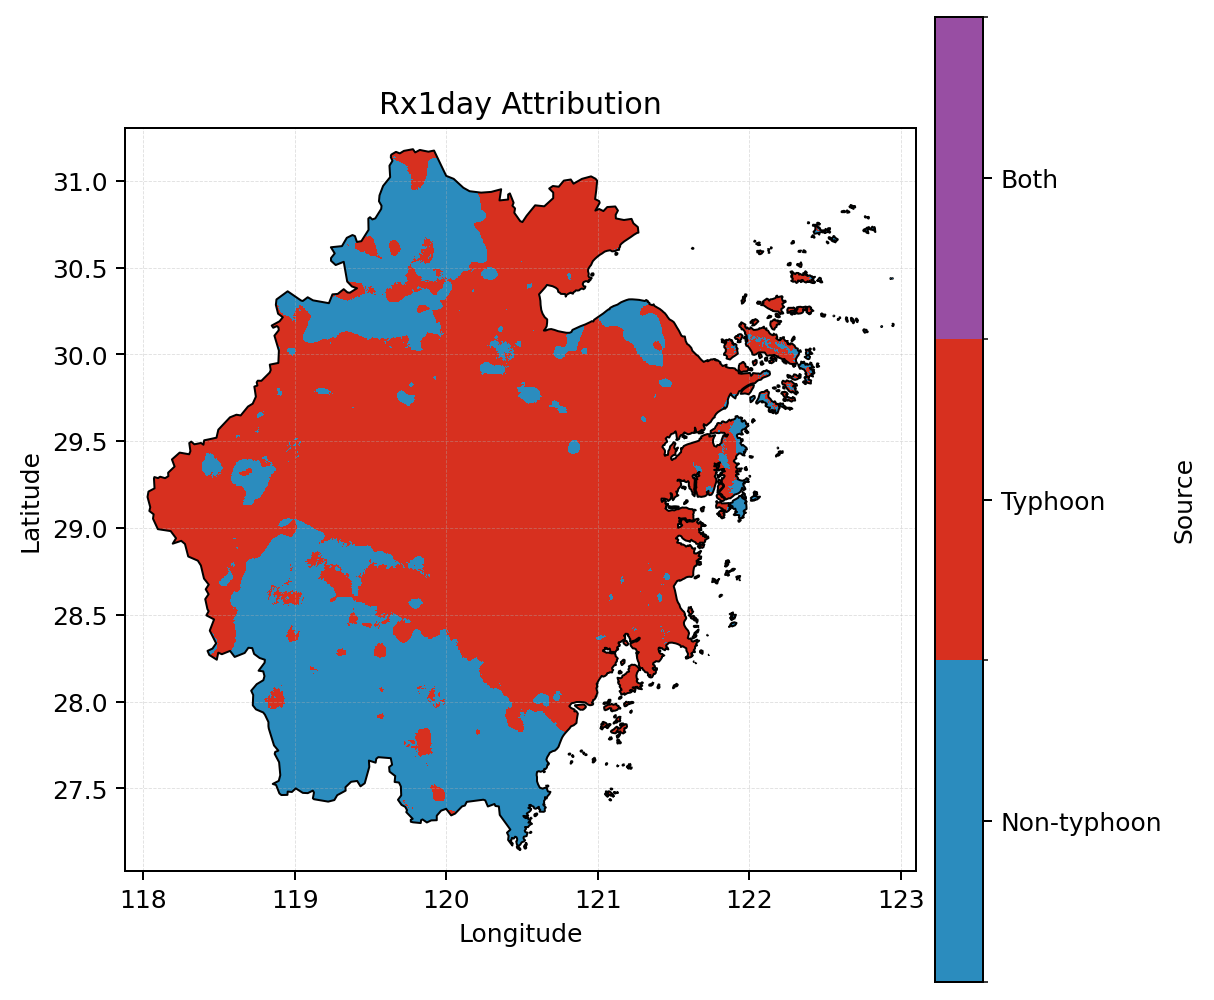 Rx1day Attribution
31.0
30.5
30.0
29.5
29.0
28.5
28.0
27.5
Latitude
118 119 120 121 122 123
Longitude
Both
Typhoon
Non-typhoon
Source